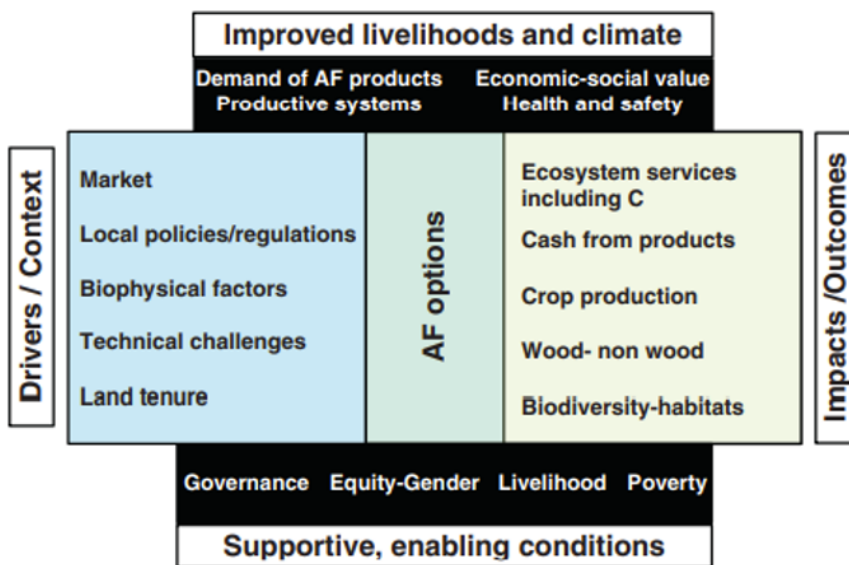 Improved livelihoods and climate
Demand of AF products
Productive systems
Economic-social value
Health and safety
Drivers / Context
Market
Local policies/regulations
Biophysical factors
Technical challenges
Land tenure
AF options
Ecosystem services
including C
Cash from products
Crop production
Wood- non wood
Biodiversity-habitats
Impacts /Outcomes
Governance Equity-Gender Livelihood Poverty
Supportive, enabling conditions